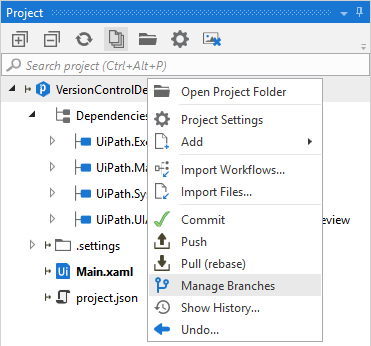 Project
Search project (Ctrl+Alt+P)
VersionControlDe
Open Project Folder
Dependencies
Project Settings
UiPath.Exc
Add
UiPath.Ma
Import Workflows...
UiPath.Sys
Import Files...
UiPath.UIA
Commit
view
.settings
Push
Main.xaml
Pull (rebase)
project.json
Manage Branches
Show History...
Undo...